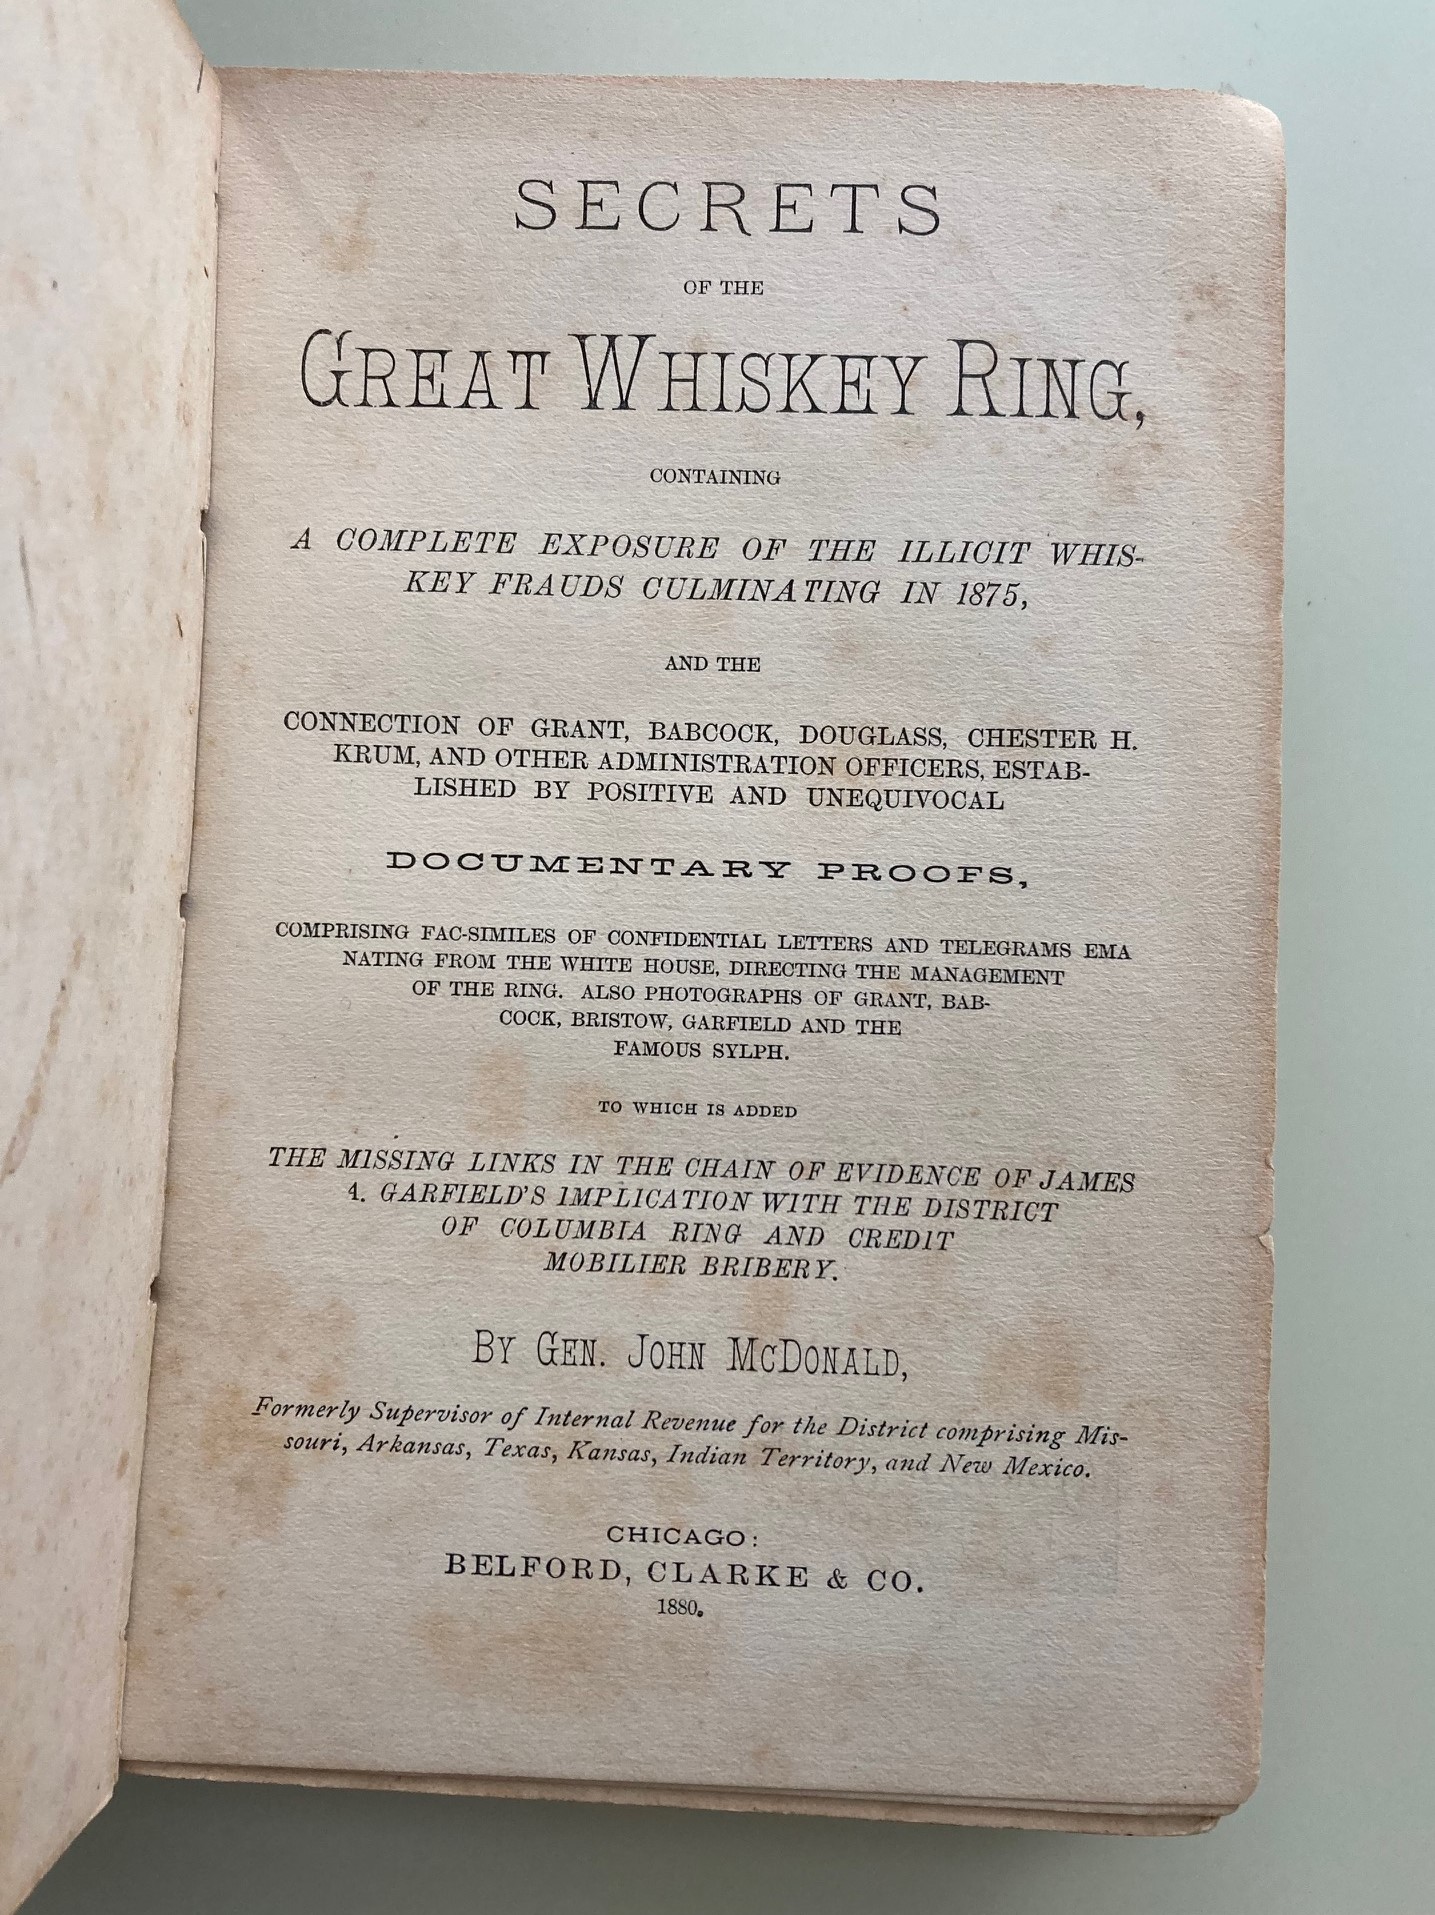 SECRETS
OF THE
GREAT WHISKEY RING,
CONTAINING
A COMPLETE EXPOSURE OF THE ILLICIT WHIS-
KEY FRAUDS CULMINATING IN 1875,
AND THE
CONNECTION OF GRANT, BABCOCK, DOUGLASS, CHESTER H.
KRUM, AND OTHER ADMINISTRATION OFFICERS, ESTAB-
LISHED BY POSITIVE AND UNEQUIVOCAL
DOCUMENTARY PROOFS,
COMPRISING FAC-SIMILES OF CONFIDENTIAL LETTERS AND TELEGRAMS EMA
NATING FROM THE WHITE HOUSE, DIRECTING THE MANAGEMENT
OF THE RING. ALSO PHOTOGRAPHS OF GRANT, BAB-
COCK, BRISTOW, GARFIELD AND THE
FAMOUS SYLPH.
TO WHICH IS ADDED
THE MISSING LINKS IN THE CHAIN OF EVIDENCE OF JAMES
A. GARFIELD'S IMPLICATION WITH THE DISTRICT
OF COLUMBIA RING AND CREDIT
MOBILIER BRIBERY.
BY GEN. JOHN MCDONALD,
Formerly Supervisor of Internal Revenue for the District comprising Mis-
souri, Arkansas, Texas, Kansas, Indian Territory, and New Mexico.
CHICAGO:
BELFORD, CLARKE & CO.
1880.